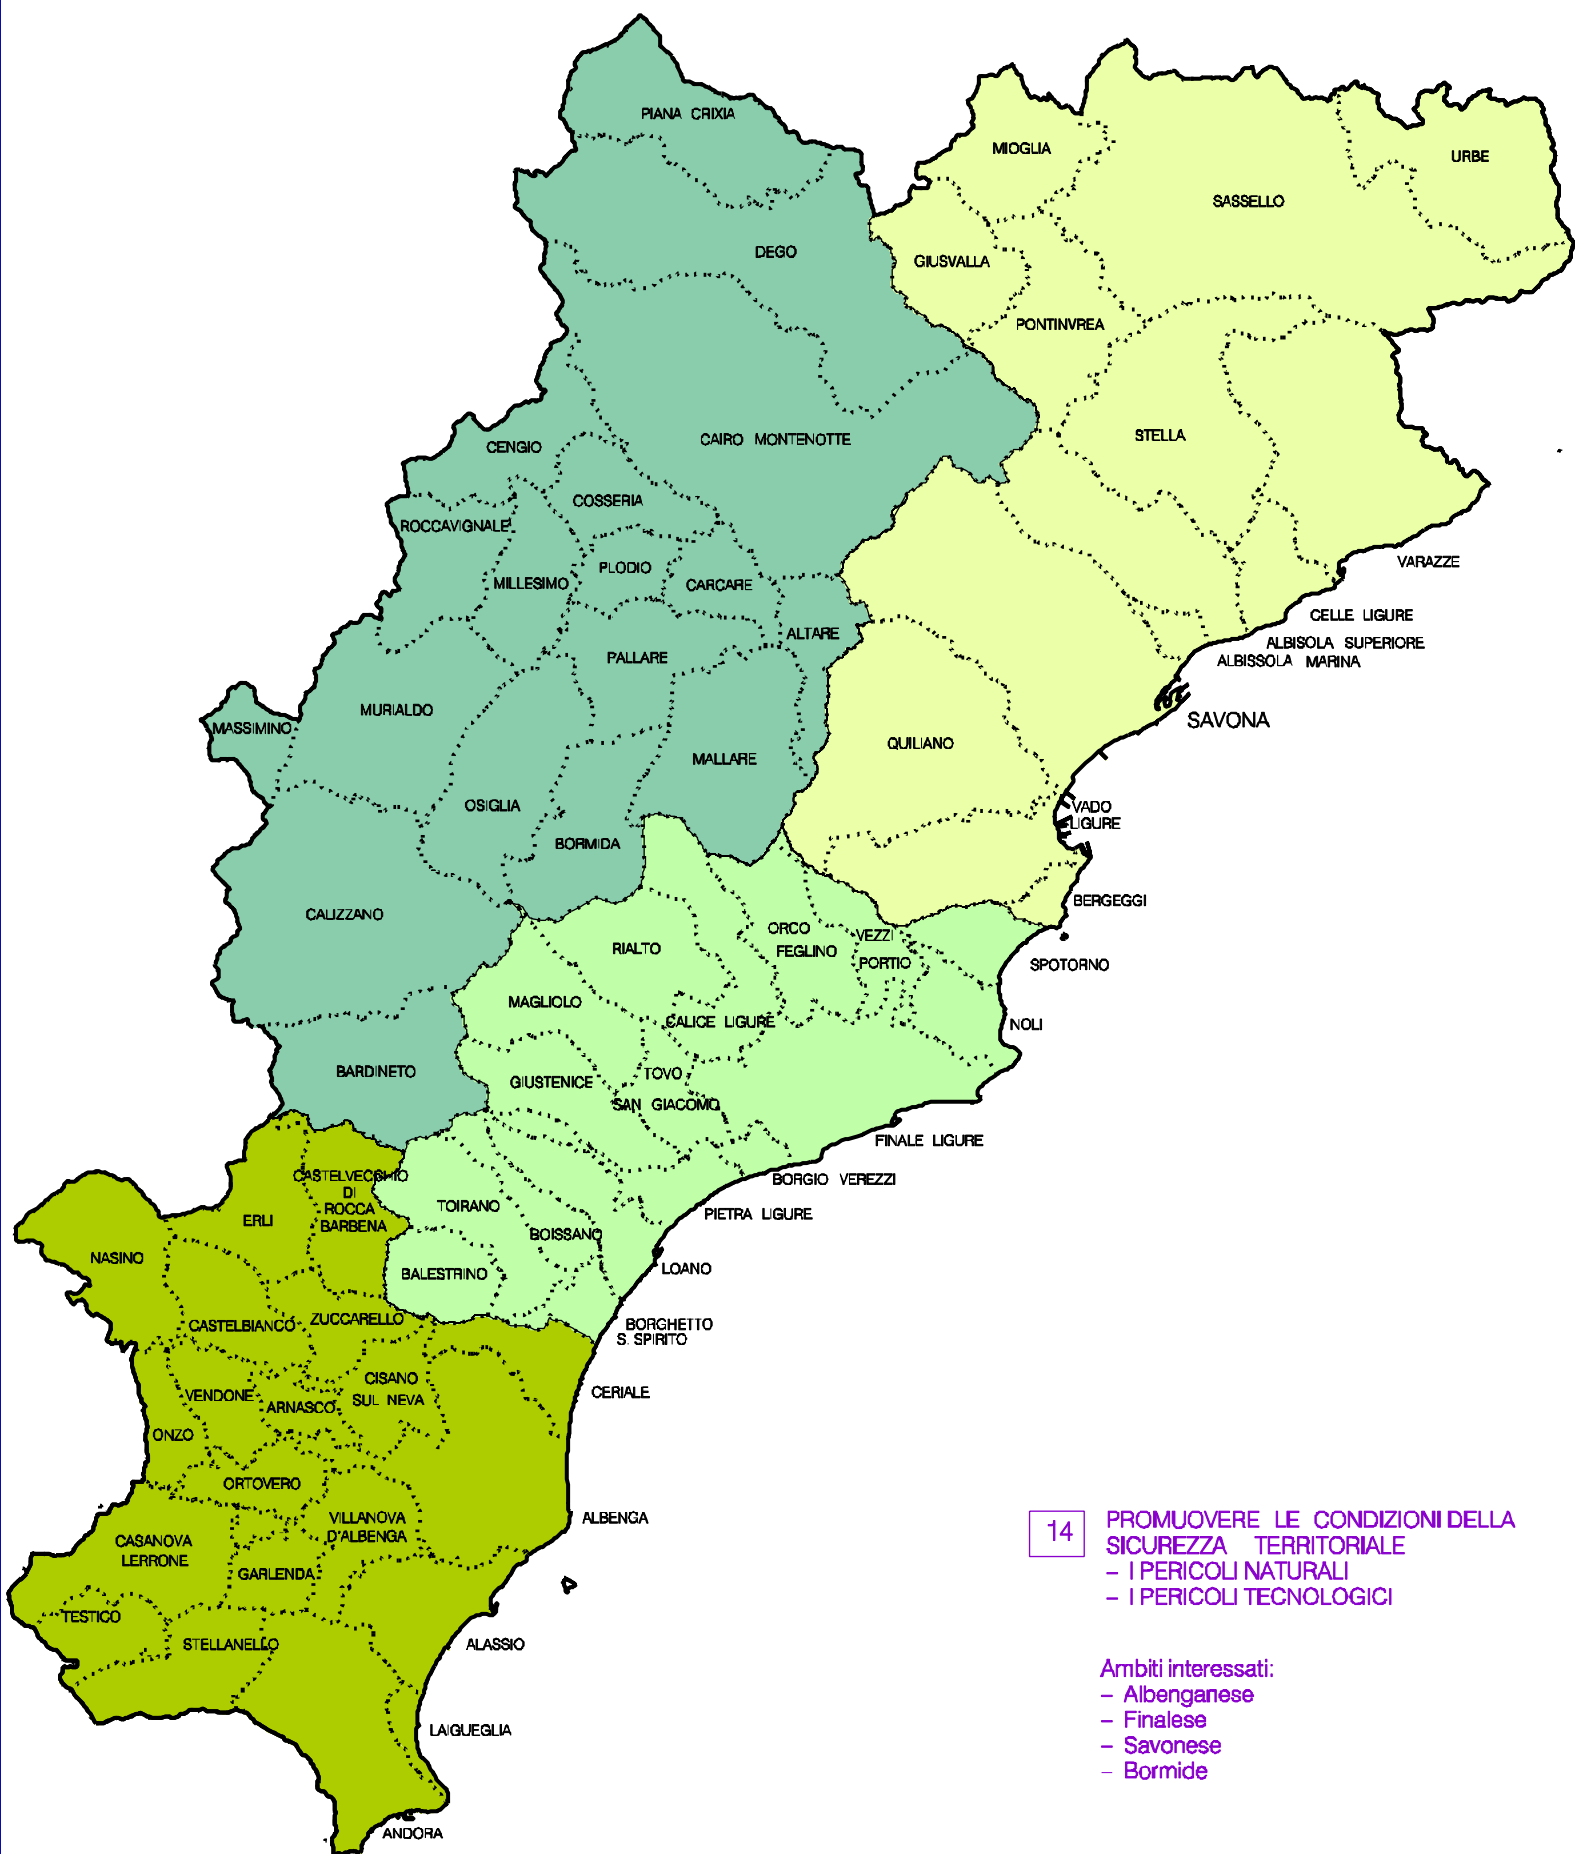 PIANA CRIXIA
MIOGLIA
URBE
SASSELLO
DEGO
GIUSVALLA
PONTINVREA
CENGIO
CAIRO MONTENOTTE
STELLA
COSSERIA
ROCCAVIGNALE
PLODIO
MILLESIMO
CARCARE
VARAZZE
CELLE LIGURE
ALTARE
ALBISOLA SUPERIORE
PALLARE
ALBISSOLA MARINA
MURIALDO
MASSIMINO
SAVONA
QUILIANO
MALLARE
OSIGLIA
VADO
LIGURE
BORMIDA
BERGEGGI
CALIZZANO
ORCO
FEGLINO
VEZZI
PORTIO
RIALTO
SPOTORNO
MAGLIOLO
CALICE LIGURE
NOLI
BARDINETO
GIUSTENICE
TOVO
SAN GIACOMO
FINALE LIGURE
CASTELVECCHIO
DI
ROCCA
BARBENA
BORGIO VEREZZI
TOIRANO
PIETRA LIGURE
ERLI
BOISSANO
NASINO
BALESTRINO
LOANO
CASTELBIANCO
ZUCCARELLO
BORGHETTO
S. SPIRITO
CISANO
SUL NEVA
VENDONE
ARNASCO
CERIALE
ONZO
ORTOVERO
VILLANOVA
D'ALBENGA
ALBENGA
CASANOVA
LERRONE
GARLENDA
TESTICO
STELLANELLO
ALASSIO
LAIGUEGLIA
ANDORA
14
PROMUOVERE LE CONDIZIONI DELLA
SICUREZZA TERRITORIALE
– I PERICOLI NATURALI
– I PERICOLI TECNOLOGICI
Ambiti interessati:
– Albenganese
– Finalese
– Savonese
– Bormide